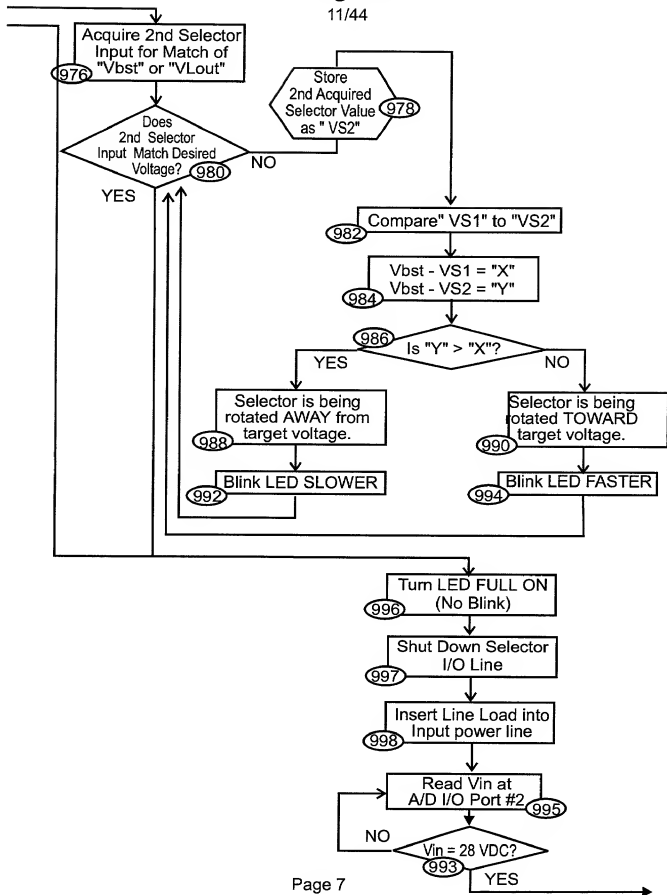 11/44
Acquire 2nd Selector
Input for Match of
"Vbst" or "VLout"
976
Does
2nd Selector
Input Match Desired
Voltage?
980
NO
YES
Store
2nd Acquired
Selector Value
as " VS2"
978
Compare" VS1" to "VS2"
982
Vbst - VS1 = "X"
Vbst - VS2 = "Y"
984
986
Is "Y" > "X"?
YES
NO
Selector is being
rotated AWAY from
target voltage.
988
Selector is being
rotated TOWARD
target voltage.
990
Blink LED SLOWER
992
Blink LED FASTER
994
Turn LED FULL ON
(No Blink)
996
Shut Down Selector
I/O Line
997
Insert Line Load into
Input power line
998
Read Vin at
A/D I/O Port #2
995
NO
Vin = 28 VDC?
993
YES
Page 7